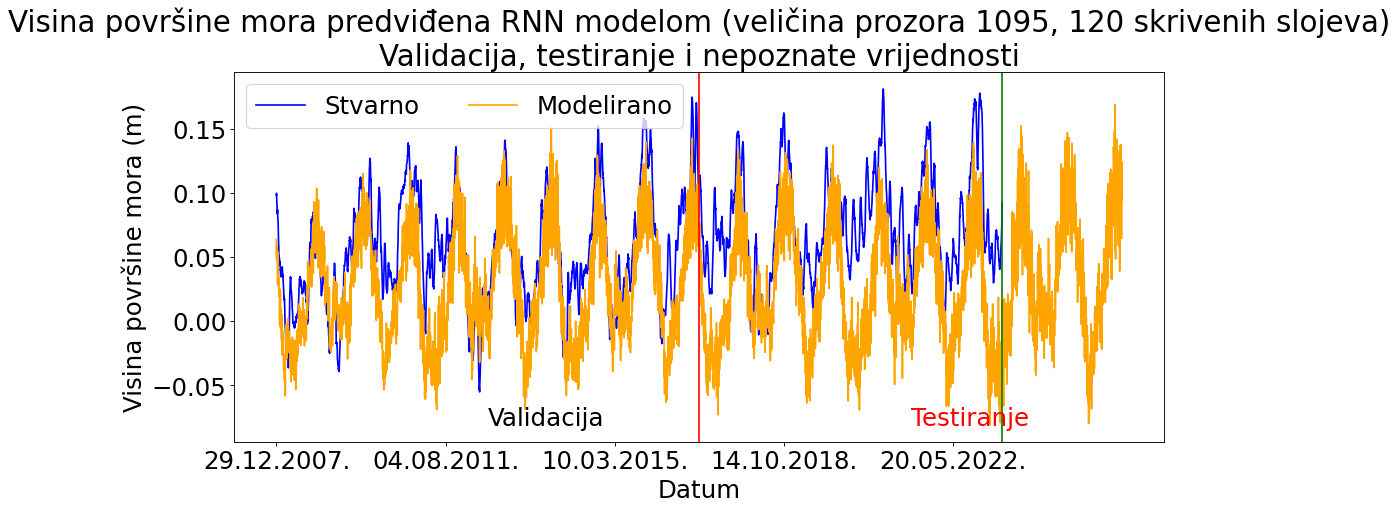 Visina površine mora predviđena RNN modelom (veličina prozora 1095, 120 skrivenih slojeva)
Validacija, testiranje i nepoznate vrijednosti
Stvarno Modelirano
Visina površine mora (m)
0.15
0.10
0.05
0.00
−0.05
Validacija Testiranje
29.12.2007. 04.08.2011. 10.03.2015. 14.10.2018. 20.05.2022.
Datum